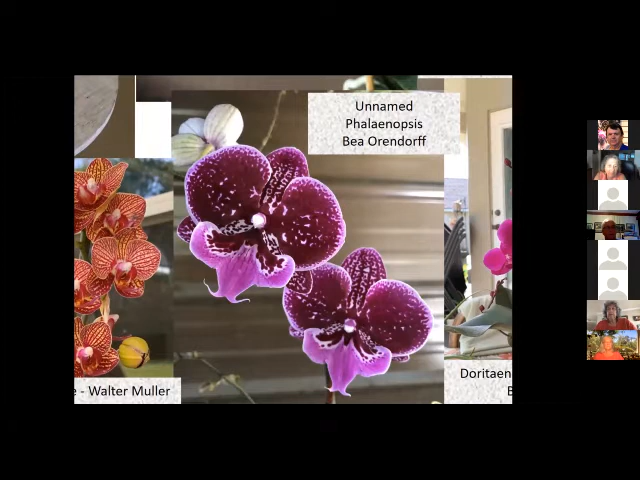 Unnamed
Phalaenopsis
Bea Orendorff
e - Walter Muller
Doritaen
B